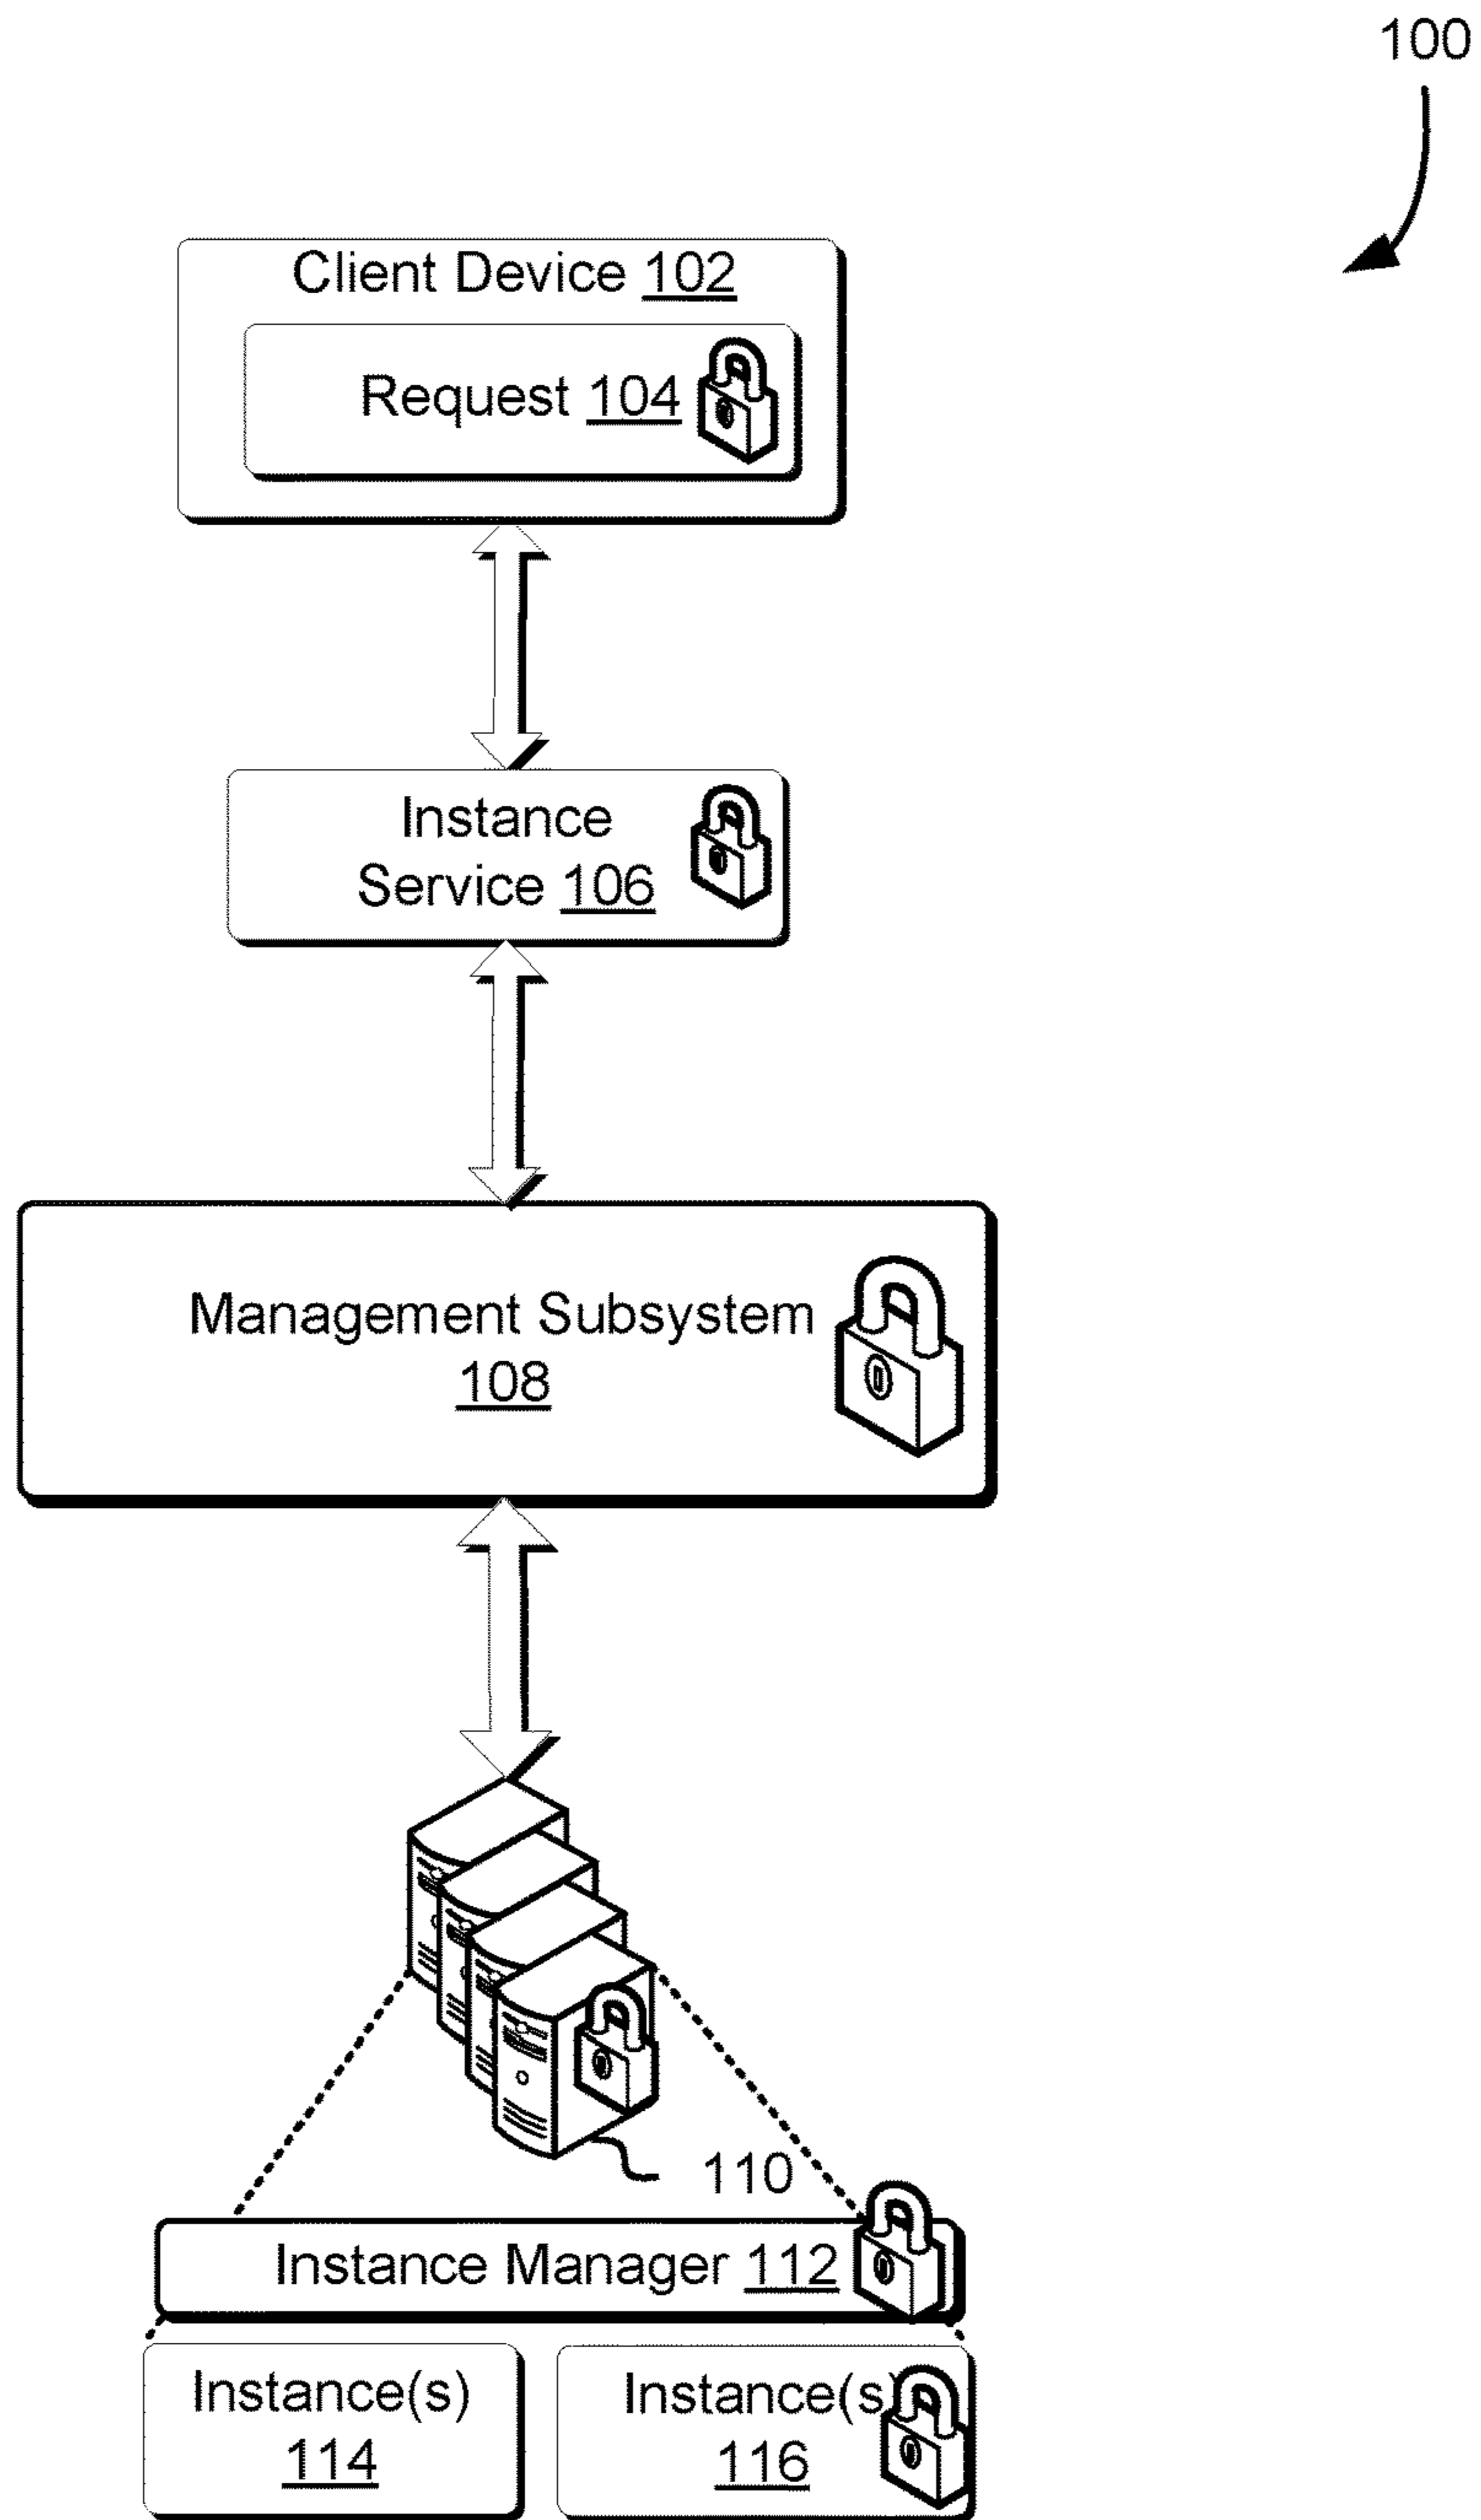 100
Client Device 102
Request 104
Instance
Service 106
Management Subsystem
108
110
Instance Manager 112
Instance(s)
114
Instance(s)
116